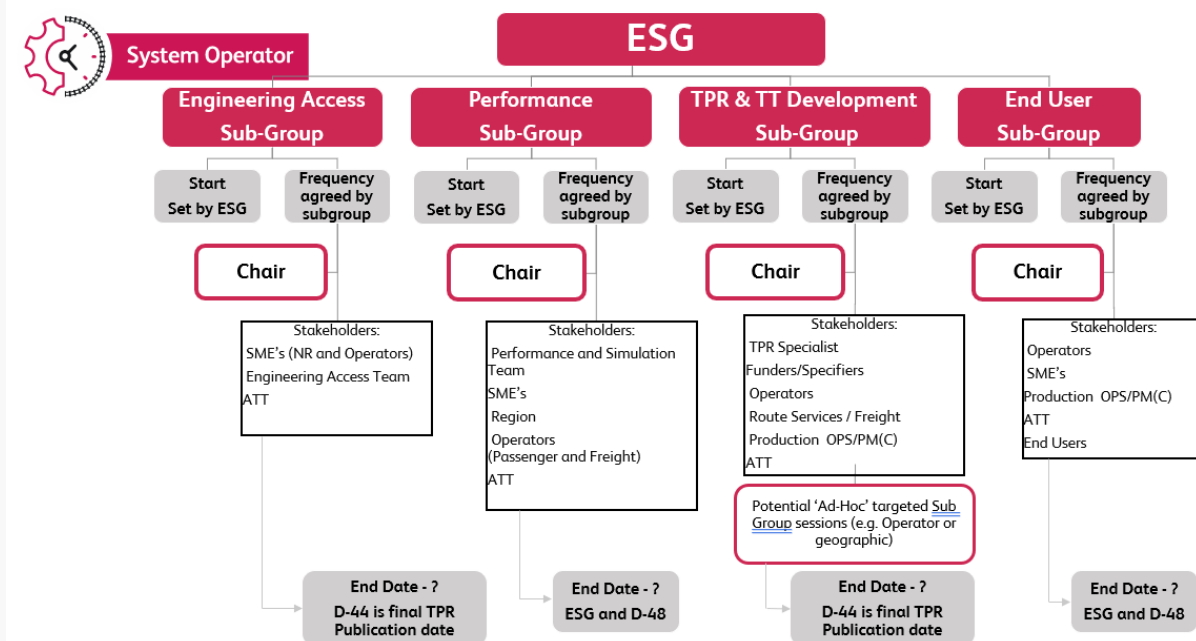 System Operator
ESG
Engineering Access
Sub-Group
Performance
Sub-Group
TPR & TT Development
Sub-Group
End User
Sub-Group
Start
Set by ESG
Frequency
agreed by
subgroup
Start
Set by ESG
Frequency
agreed by
subgroup
Start
Set by ESG
Frequency
agreed by
subgroup
Start
Set by ESG
Frequency
agreed by
subgroup
Chair
Chair
Chair
Chair
Stakeholders:
SME's (NR and Operators)
Engineering Access Team
ATT
Stakeholders:
Performance and Simulation
Team
SME's
Region
Operators
(Passenger and Freight)
ATT
Stakeholders:
TPR Specialist
Funders/Specifiers
Operators
Route Services / Freight
Production OPS/PM(C)
ATT
Stakeholders:
Operators
SME's
Production OPS/PM(C)
ATT
End Users
Potential 'Ad-Hoc' targeted Sub
Group sessions (e.g. Operator or
geographic)
End Date - ?
D-44 is final TPR
Publication date
End Date - ?
ESG and D-48
End Date - ?
D-44 is final TPR
Publication date
End Date - ?
ESG and D-48